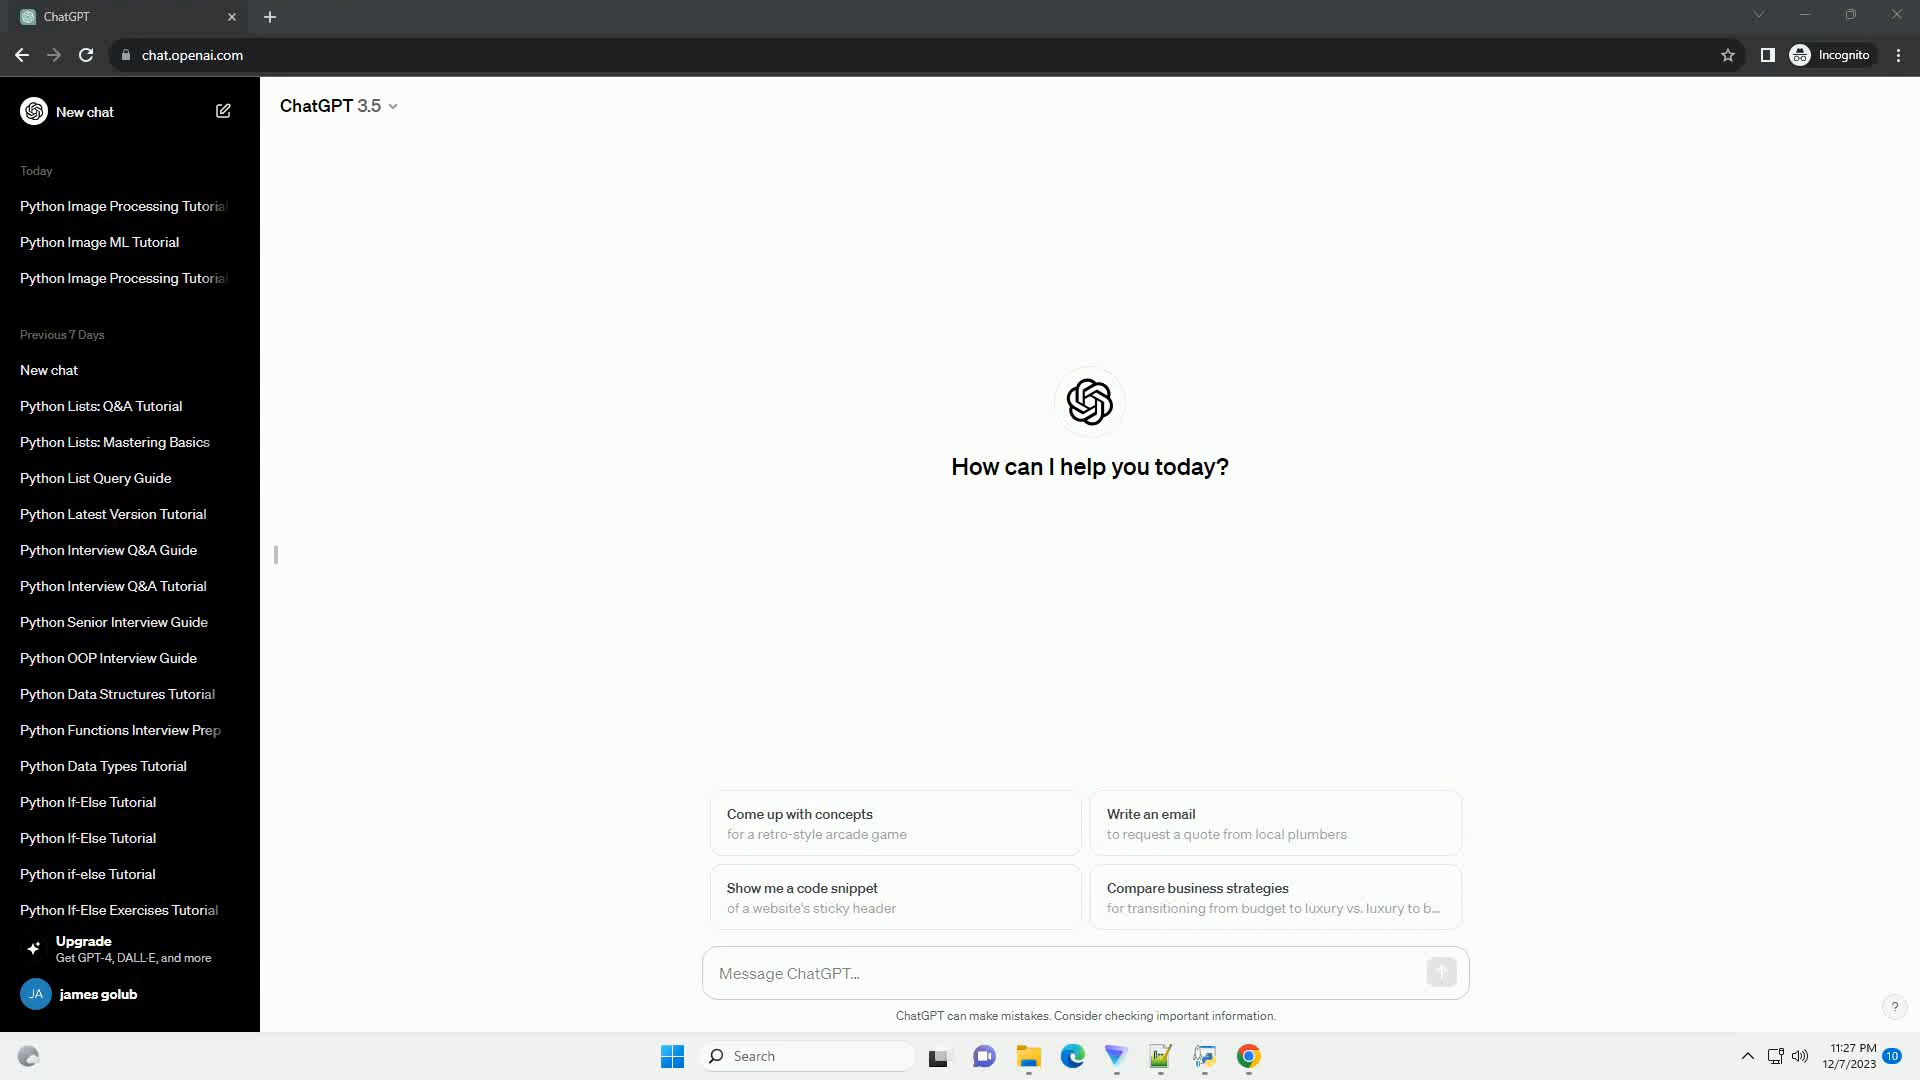 ChatGPT
chat.openai.com
Incognito
New chat
ChatGPT 3.5
Today
Python Image Processing Tutorial
Python Image ML Tutorial
Python Image Processing Tutorial
Previous 7 Days
New chat
Python Lists: Q&A Tutorial
Python Lists: Mastering Basics
Python List Query Guide
Python Latest Version Tutorial
Python Interview Q&A Guide
Python Interview Q&A Tutorial
Python Senior Interview Guide
Python OOP Interview Guide
Python Data Structures Tutorial
Python Functions Interview Prep
Python Data Types Tutorial
Python If-Else Tutorial
Python If-Else Tutorial
Python if-else Tutorial
Python If-Else Exercises Tutorial
Upgrade
Get GPT-4, DALL·E, and more
JA
james golub
How can I help you today?
Come up with concepts
for a retro-style arcade game
Write an email
to request a quote from local plumbers
Show me a code snippet
of a website's sticky header
Compare business strategies
for transitioning from budget to luxury vs. luxury to b...
Message ChatGPT...
ChatGPT can make mistakes. Consider checking important information.
?
Search
11:27 PM
12/7/2023
10